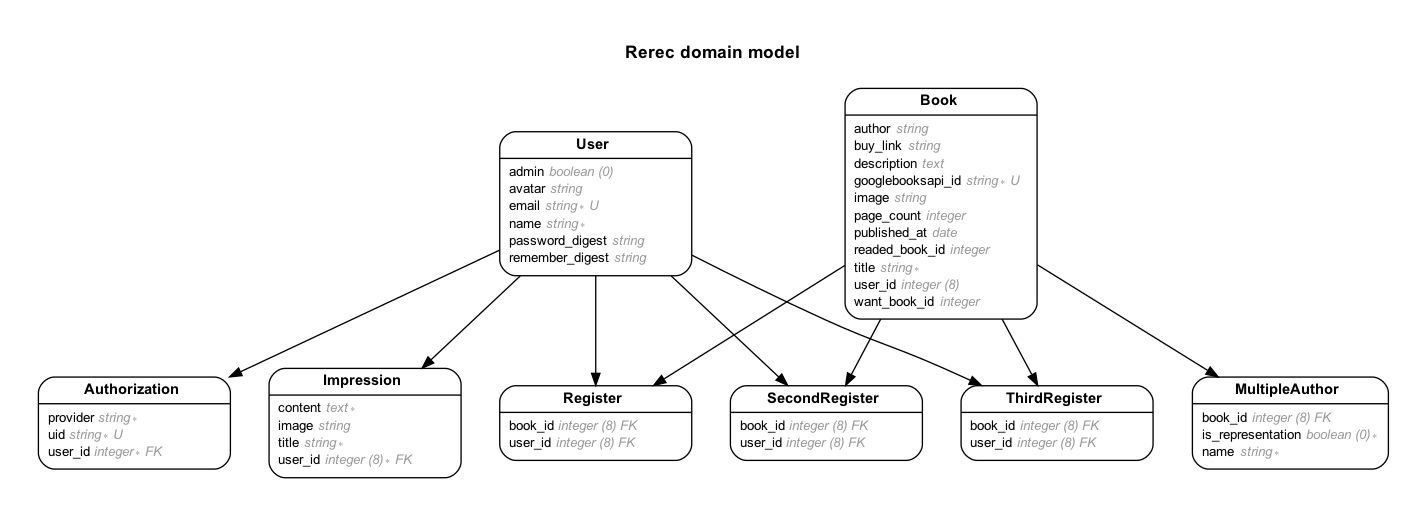 Rerec domain model
User
admin boolean (0)
avatar string
email string∗ U
name string∗
password_digest string
remember_digest string
Book
author string
buy_link string
description text
googlebooksapi_id string∗ U
image string
page_count integer
published_at date
readed_book_id integer
title string∗
user_id integer (8)
want_book_id integer
Authorization
provider string∗
uid string∗ U
user_id integer∗ FK
Impression
content text∗
image string
title string∗
user_id integer (8)∗ FK
Register
book_id integer (8) FK
user_id integer (8) FK
SecondRegister
book_id integer (8) FK
user_id integer (8) FK
ThirdRegister
book_id integer (8) FK
user_id integer (8) FK
MultipleAuthor
book_id integer (8) FK
is_representation boolean (0)∗
name string∗